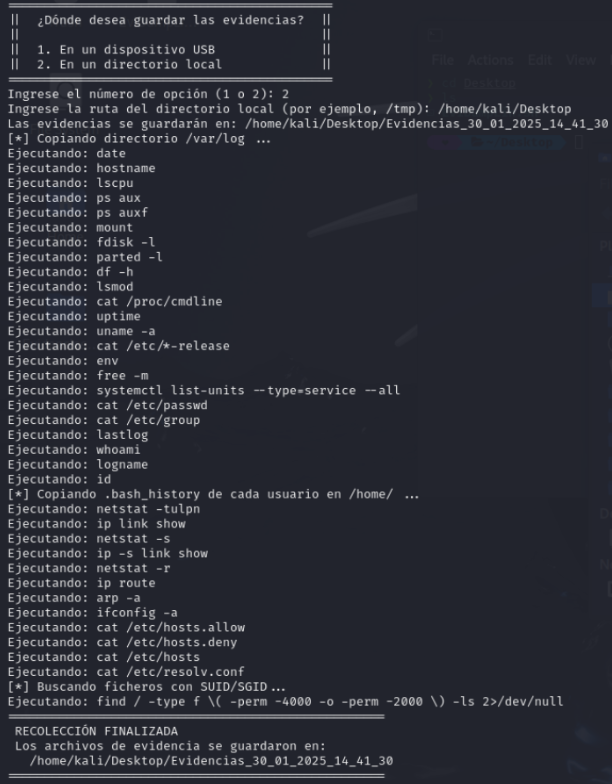 ¿Dónde desea guardar las evidencias?
1. En un dispositivo USB
2. En un directorio local
File Actions Edit View
Desktop
Ingrese el número de opción (1 o 2): 2
Ingrese la ruta del directorio local (por ejemplo, /tmp): /home/kali/Desktop
Las evidencias se guardarán en: /home/kali/Desktop/Evidencias_30_01_2025_14_41_30
[*] Copiando directorio /var/log ...
Ejecutando: date
Ejecutando: hostname
Ejecutando: lscpu
Ejecutando: ps aux
Ejecutando: ps auxf
Ejecutando: mount
Ejecutando: fdisk -l
Ejecutando: parted -l
Ejecutando: df -h
Ejecutando: lsmod
Ejecutando: cat /proc/cmdline
Ejecutando: uptime
Ejecutando: uname -a
Ejecutando: cat /etc/*-release
Ejecutando: env
Ejecutando: free -m
Ejecutando: systemctl list-units --type=service --all
Ejecutando: cat /etc/passwd
Ejecutando: cat /etc/group
Ejecutando: lastlog
Ejecutando: whoami
Ejecutando: logname
Ejecutando: id
[*] Copiando .bash_history de cada usuario en /home/ ...
Ejecutando: netstat -tulpn
Ejecutando: ip link show
Ejecutando: netstat -s
Ejecutando: ip -s link show
Ejecutando: netstat -r
Ejecutando: ip route
Ejecutando: arp -a
Ejecutando: ifconfig -a
Ejecutando: cat /etc/hosts.allow
Ejecutando: cat /etc/hosts.deny
Ejecutando: cat /etc/hosts
Ejecutando: cat /etc/resolv.conf
[*] Buscando ficheros con SUID/SGID...
Ejecutando: find / -type f \( -perm -4000 -o -perm -2000 \) -ls 2>/dev/null
RECOLECCIÓN FINALIZADA
Los archivos de evidencia se guardaron en:
/home/kali/Desktop/Evidencias_30_01_2025_14_41_30